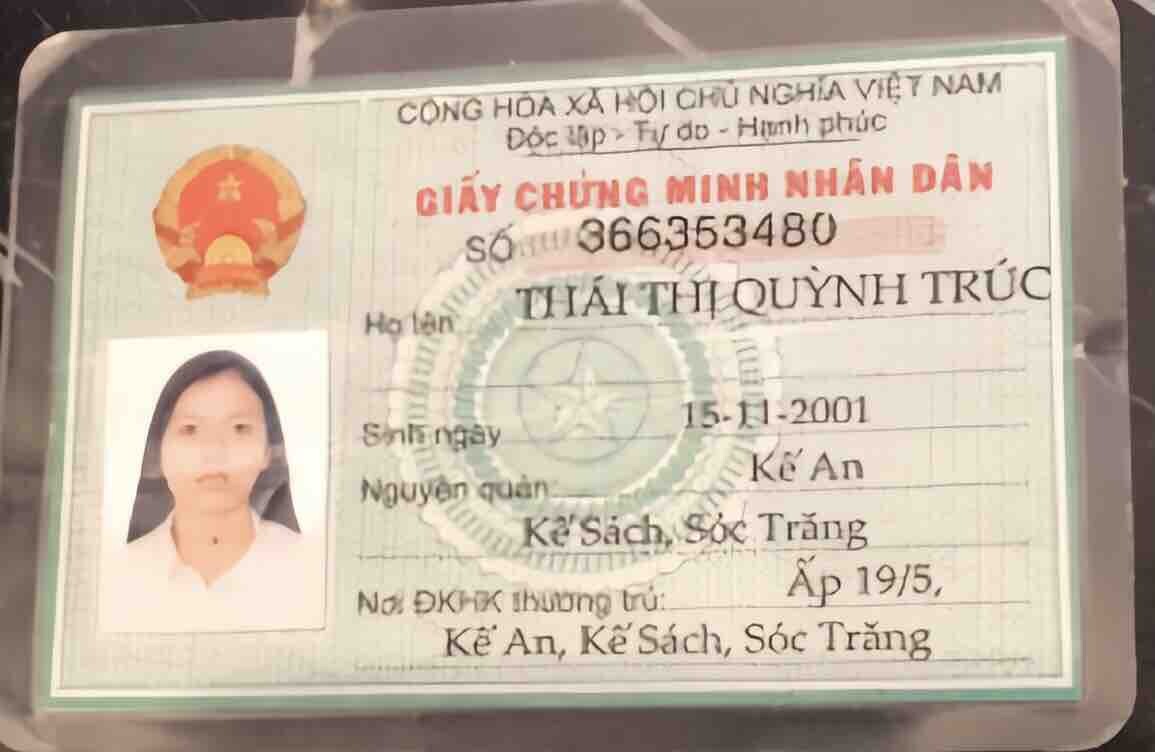 CỘNG HÒA XÃ HỘI CHỦ NGHĨA VIỆT NAM
Độc lập - Tự do - Hạnh phúc
GIẤY CHỨNG MINH NHÂN DÂN
SỐ 366353480
Họ tên THÁI THỊ QUỲNH TRÚC
Sinh ngày 15-11-2001
Nguyên quán: Kế An
Kế Sách, Sóc Trăng
Nơi ĐKHK thường trú: Ấp 19/5,
Kế An, Kế Sách, Sóc Trăng